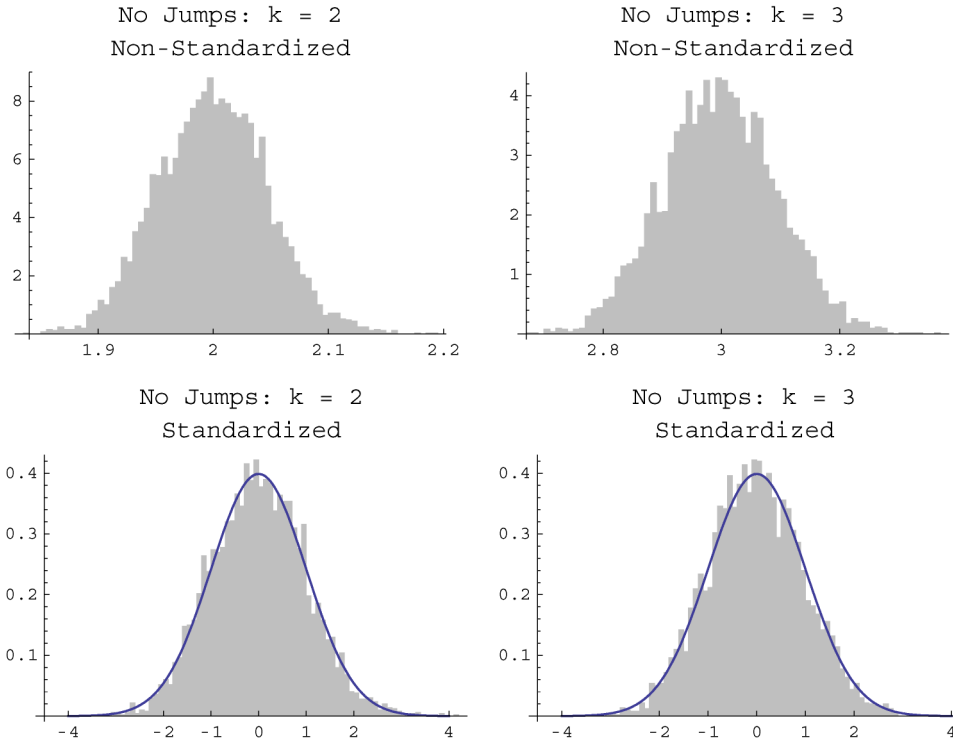 No Jumps: k = 2
Non-Standardized
8
6
4
2
1.9 2 2.1 2.2
No Jumps: k = 3
Non-Standardized
4
3
2
1
2.8 3 3.2
No Jumps: k = 2
Standardized
0.4
0.3
0.2
0.1
-4 -2 -1 0 1 2 4
No Jumps: k = 3
Standardized
0.4
0.3
0.2
0.1
-4 -2 -1 0 1 2 4